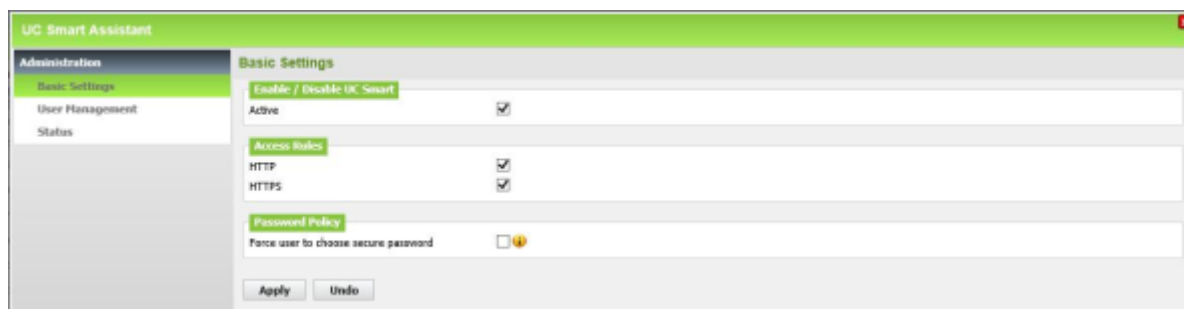 UC Smart Assistant
Administration
Basic Settings
User Management
Status
Basic Settings
Enable / Disable UC Smart
Active
Access Rules
HTTP
HTTPS
Password Policy
Force user to choose secure password
Apply Undo